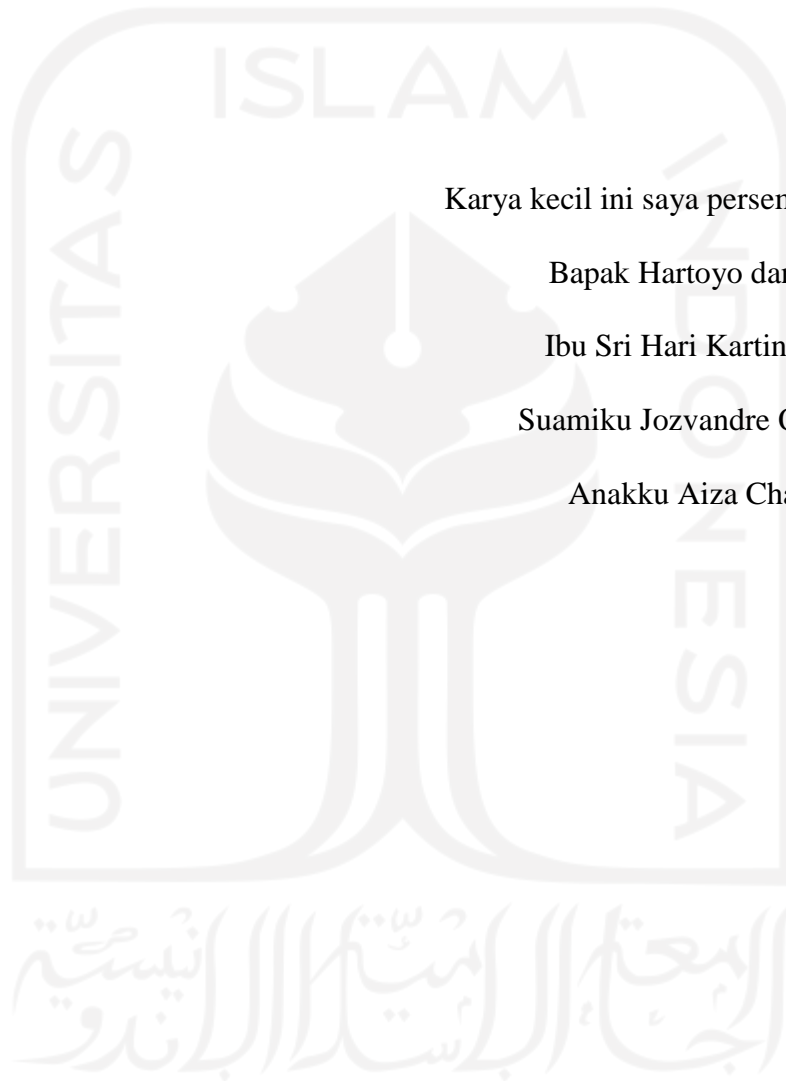 ISLAM
UNIVERSITAS
INDONESIA
Karya kecil ini saya
Bapak Hartoyo
Ibu Sri Hari
Suamiku Jozvandre
Anakku Aiza